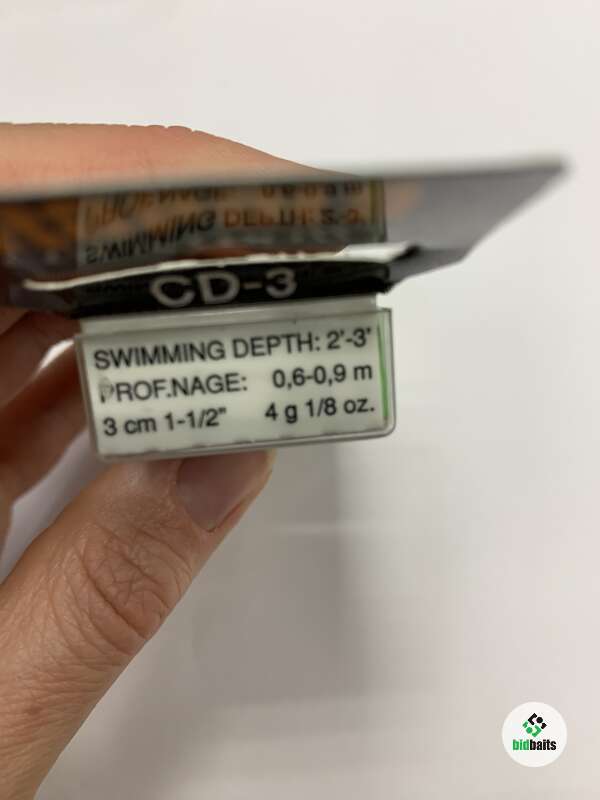 CD-3
SWIMMING DEPTH: 2'-3'
PROF.NAGE: 0,6-0,9 m
3 cm 1-1/2" 4 g 1/8 oz.
bidbaits